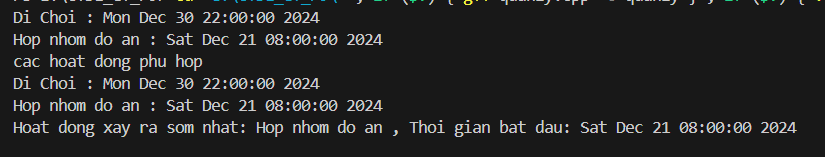 Di Choi : Mon Dec 30 22:00:00 2024
Hop nhom do an : Sat Dec 21 08:00:00 2024
cac hoat dong phu hop
Di Choi : Mon Dec 30 22:00:00 2024
Hop nhom do an : Sat Dec 21 08:00:00 2024
Hoat dong xay ra som nhat: Hop nhom do an , Thoi gian bat dau: Sat Dec 21 08:00:00 2024